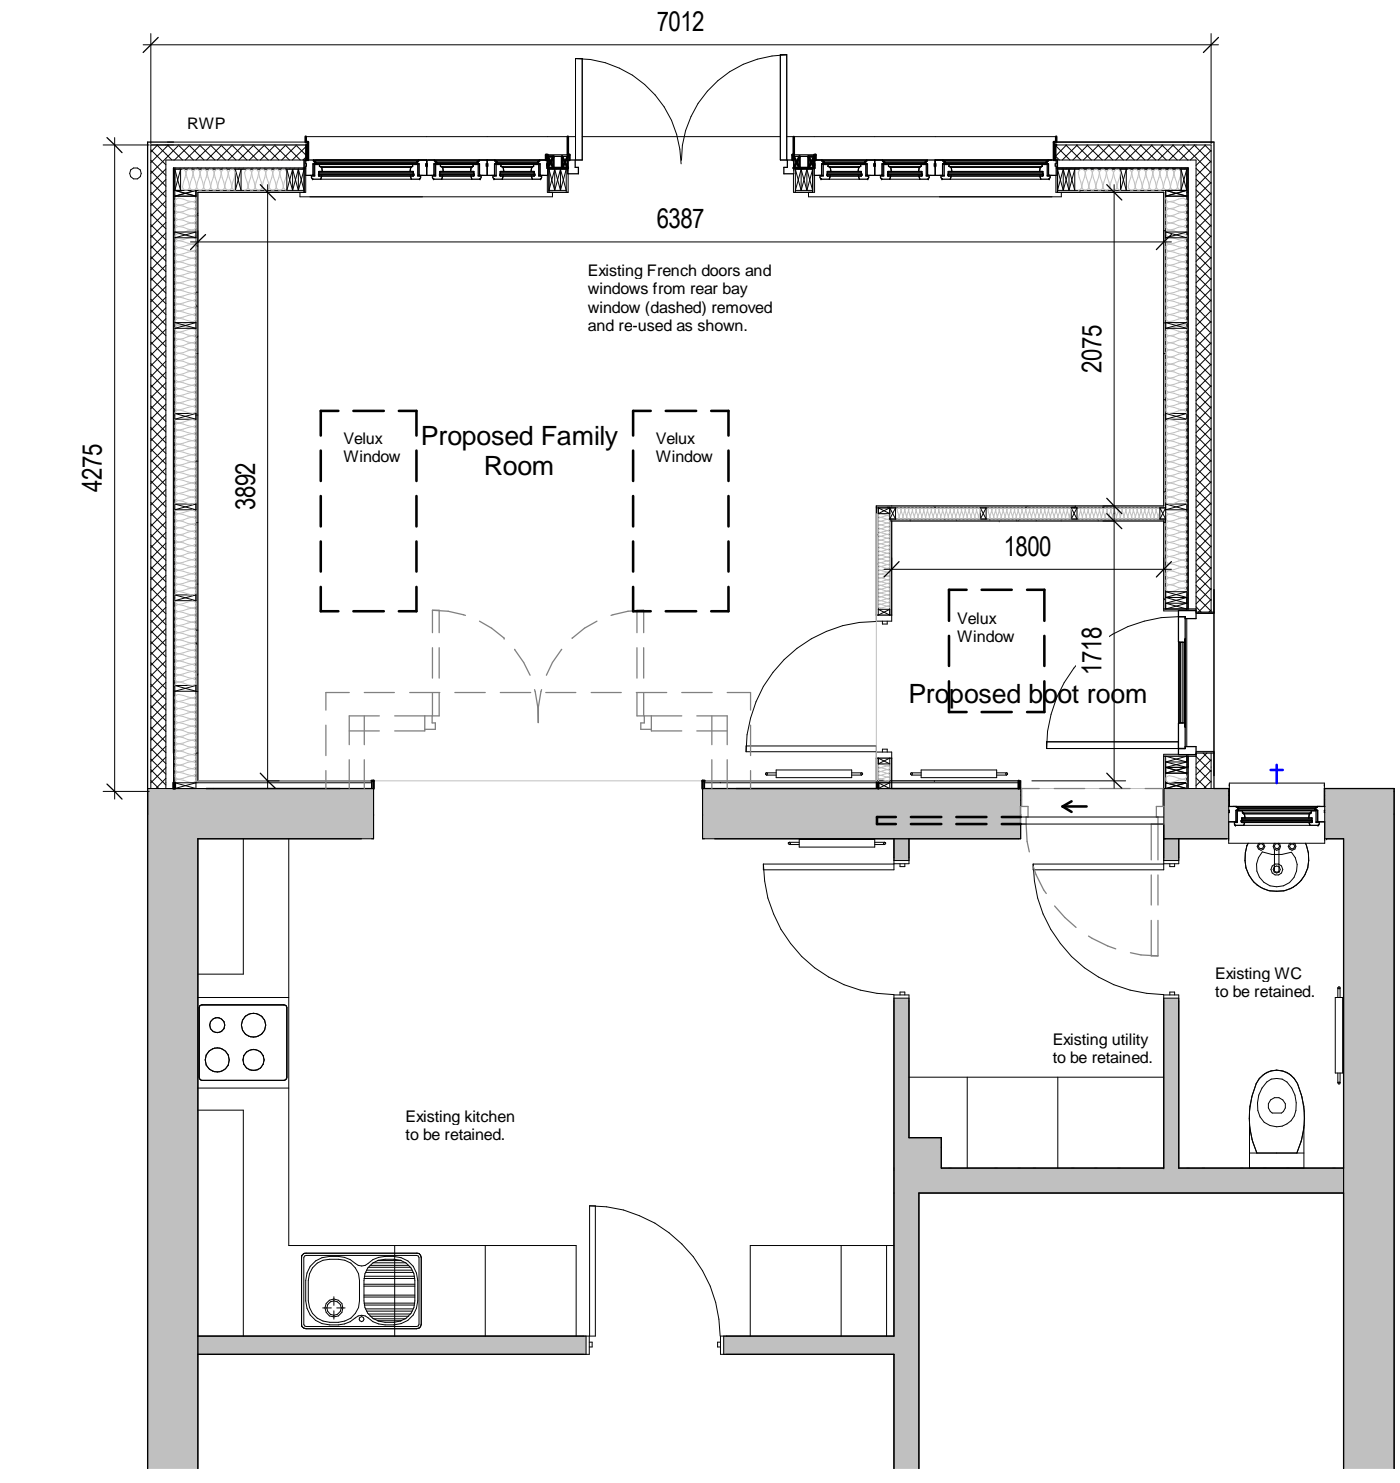 7012
RWP
6387
Existing French doors and
windows from rear bay
window (dashed) removed
and re-used as shown.
2075
4275
3892
Velux
Window
Proposed Family
Room
Velux
Window
1800
Velux
Window
1718
Proposed boot room
Existing WC
to be retained.
Existing utility
to be retained.
Existing kitchen
to be retained.